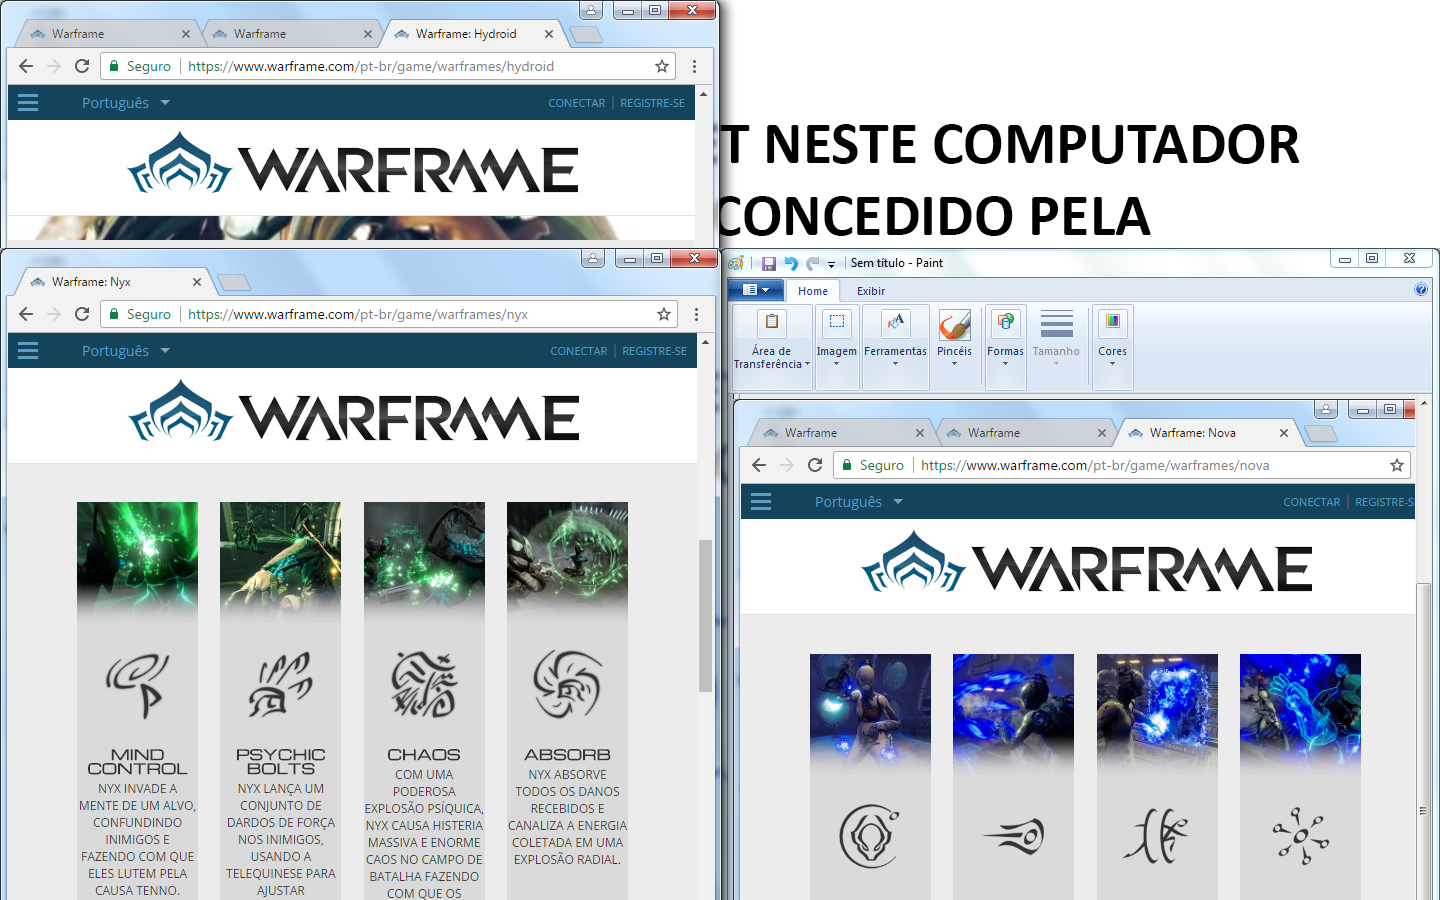 Warframe
Warframe
Warframe: Hydroid
Seguro
https://www.warframe.com/pt-br/game/warframes/hydroid
Português
CONECTAR
REGISTRE-SE
WARFRAME
T NESTE COMPUTADOR
CONCEDIDO PELA
Warframe: Nyx
Seguro
https://www.warframe.com/pt-br/game/warframes/nyx
Português
CONECTAR
REGISTRE-SE
WARFRAME
MIND
CONTROL
NYX INVADE A
MENTE DE UM ALVO,
CONFUNDINDO
INIMIGOS E
FAZENDO COM QUE
ELES LUTEM PELA
CAUSA TENNO.
PSYCHIC
BOLTS
NYX LANÇA UM
CONJUNTO DE
DARDOS DE FORÇA
NOS INIMIGOS,
USANDO A
TELEQUINESE PARA
AJUSTAR
CHAOS
COM UMA
PODEROSA
EXPLOSÃO PSÍQUICA,
NYX CAUSA HISTERIA
MASSIVA E ENORME
CAOS NO CAMPO DE
BATALHA FAZENDO
COM QUE OS
ABSORB
NYX ABSORVE
TODOS OS DANOS
RECEBIDOS E
CANALIZA A ENERGIA
COLETADA EM UMA
EXPLOSÃO RADIAL.
Sem título - Paint
Home
Exibir
Área de
Transferência
Imagem
Ferramentas
Pincéis
Formas
Tamanho
Cores
Warframe
Warframe
Warframe: Nova
Seguro
https://www.warframe.com/pt-br/game/warframes/nova
Português
CONECTAR
REGISTRE-S
WARFRAME